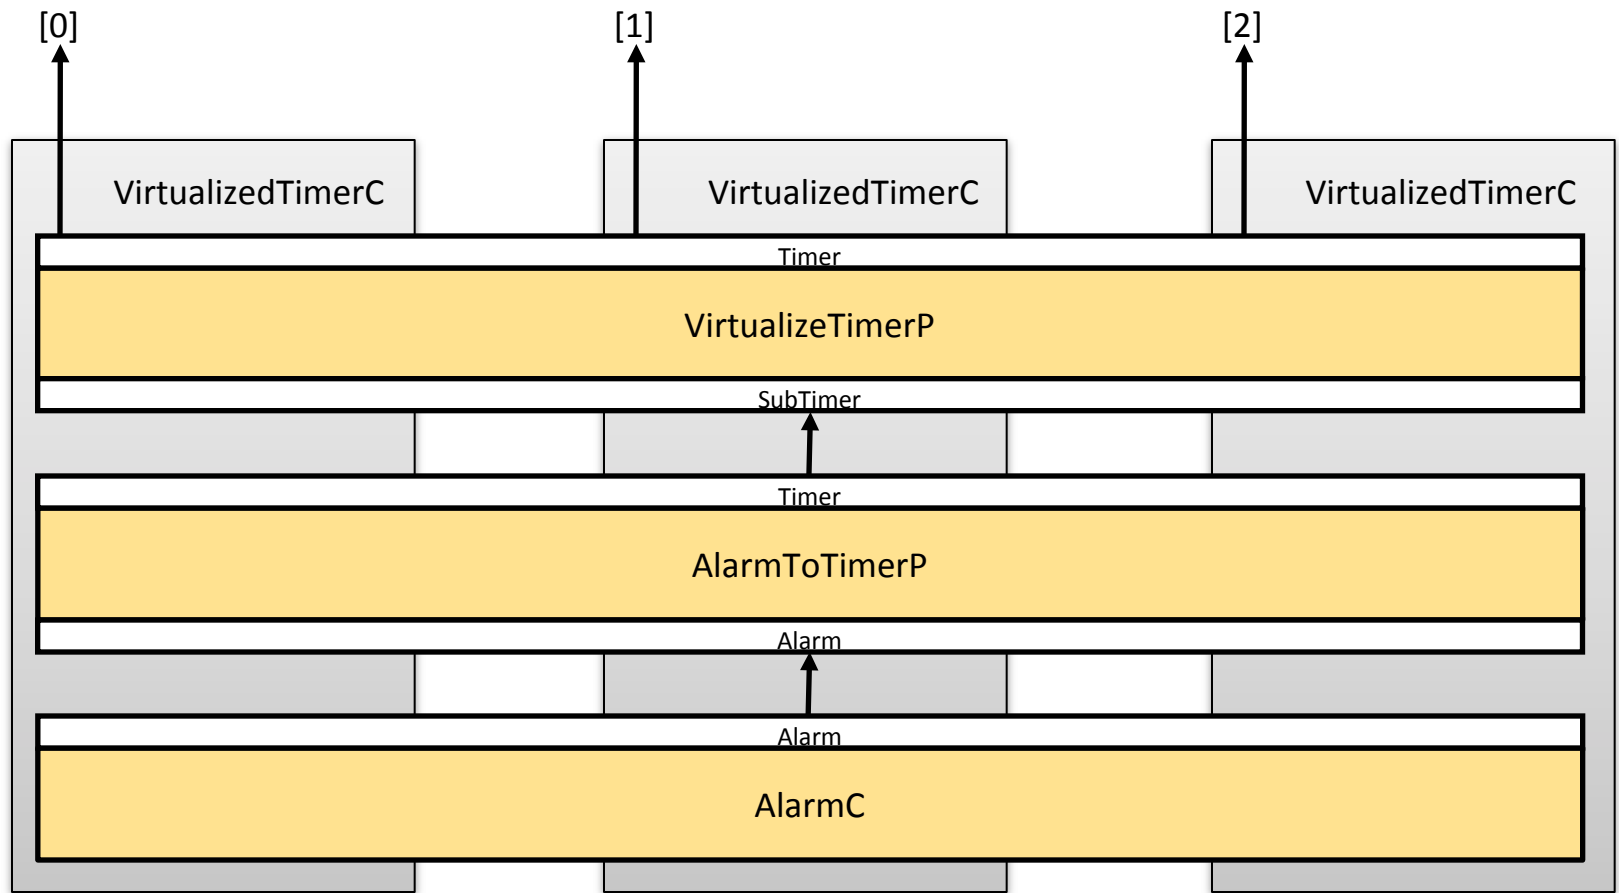 [0] [1] [2]
VirtualizedTimerC VirtualizedTimerC VirtualizedTimerC
Timer
VirtualizeTimerP
SubTimer
Timer
AlarmToTimerP
Alarm
Alarm
AlarmC